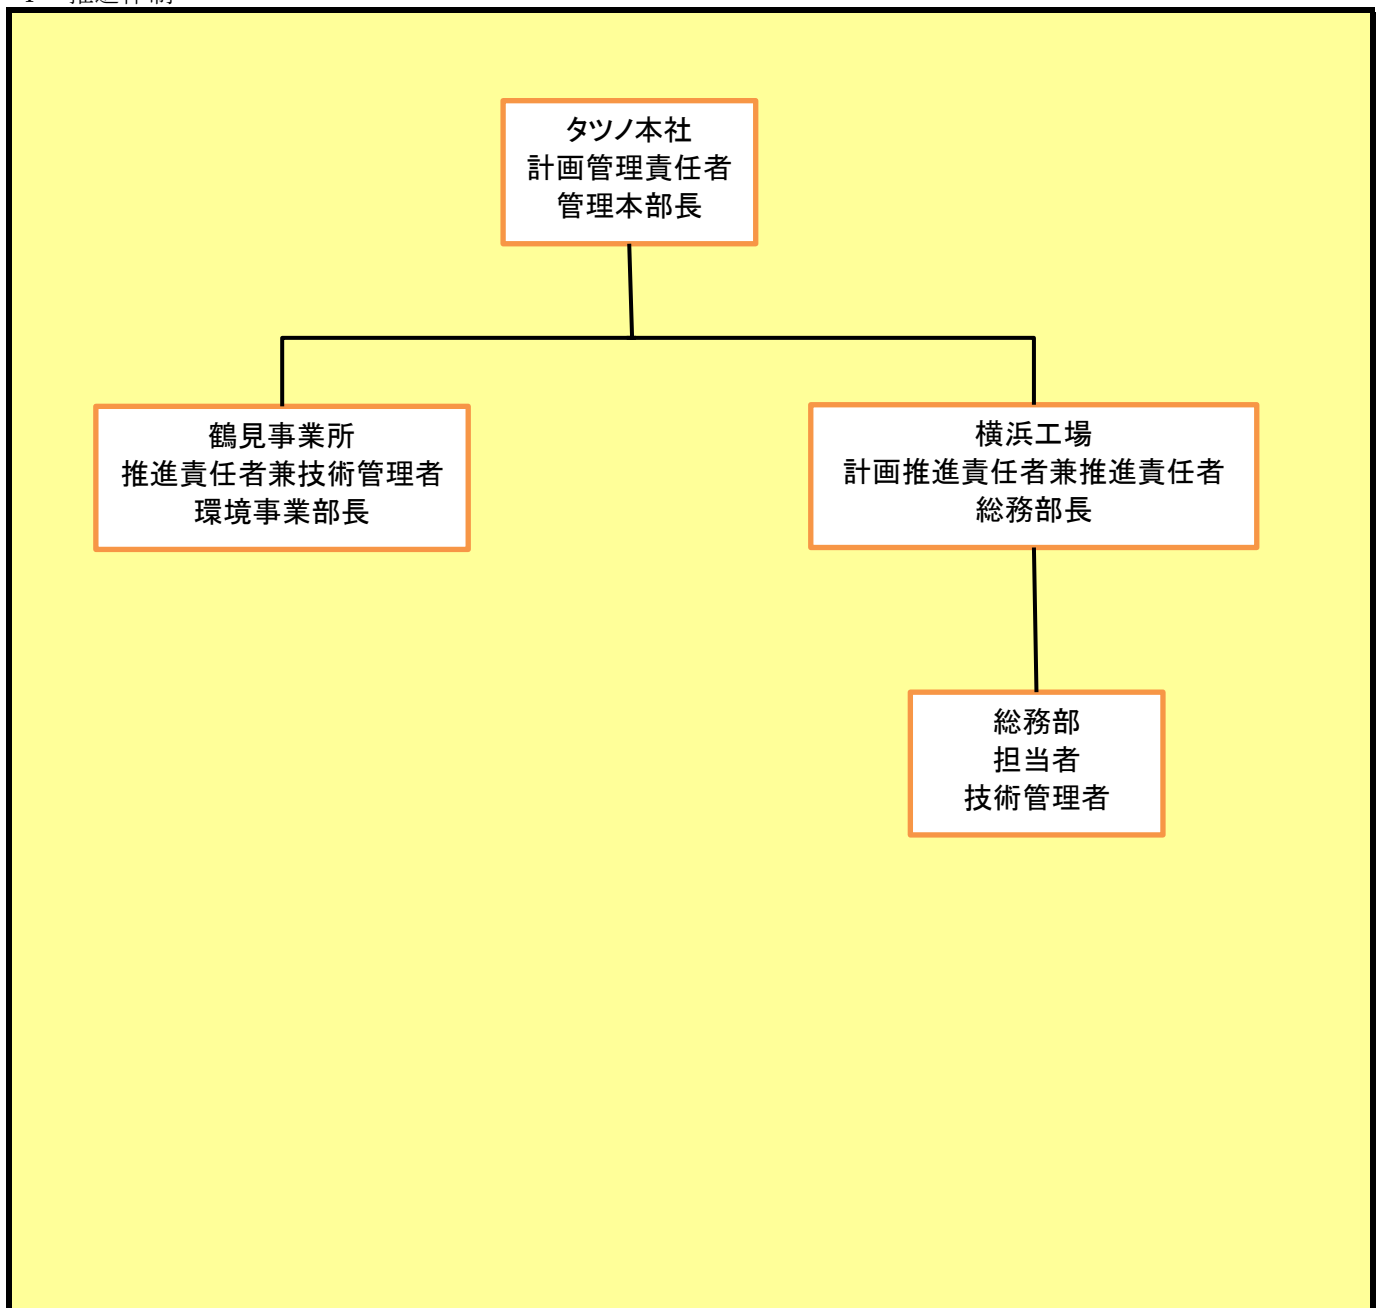 タツノ本社
計画管理責任者
管理本部長
鶴見事業所
推進責任者兼技術管理者
環境事業部長
横浜工場
計画推進責任者兼推進責任者
総務部長
総務部
担当者
技術管理者